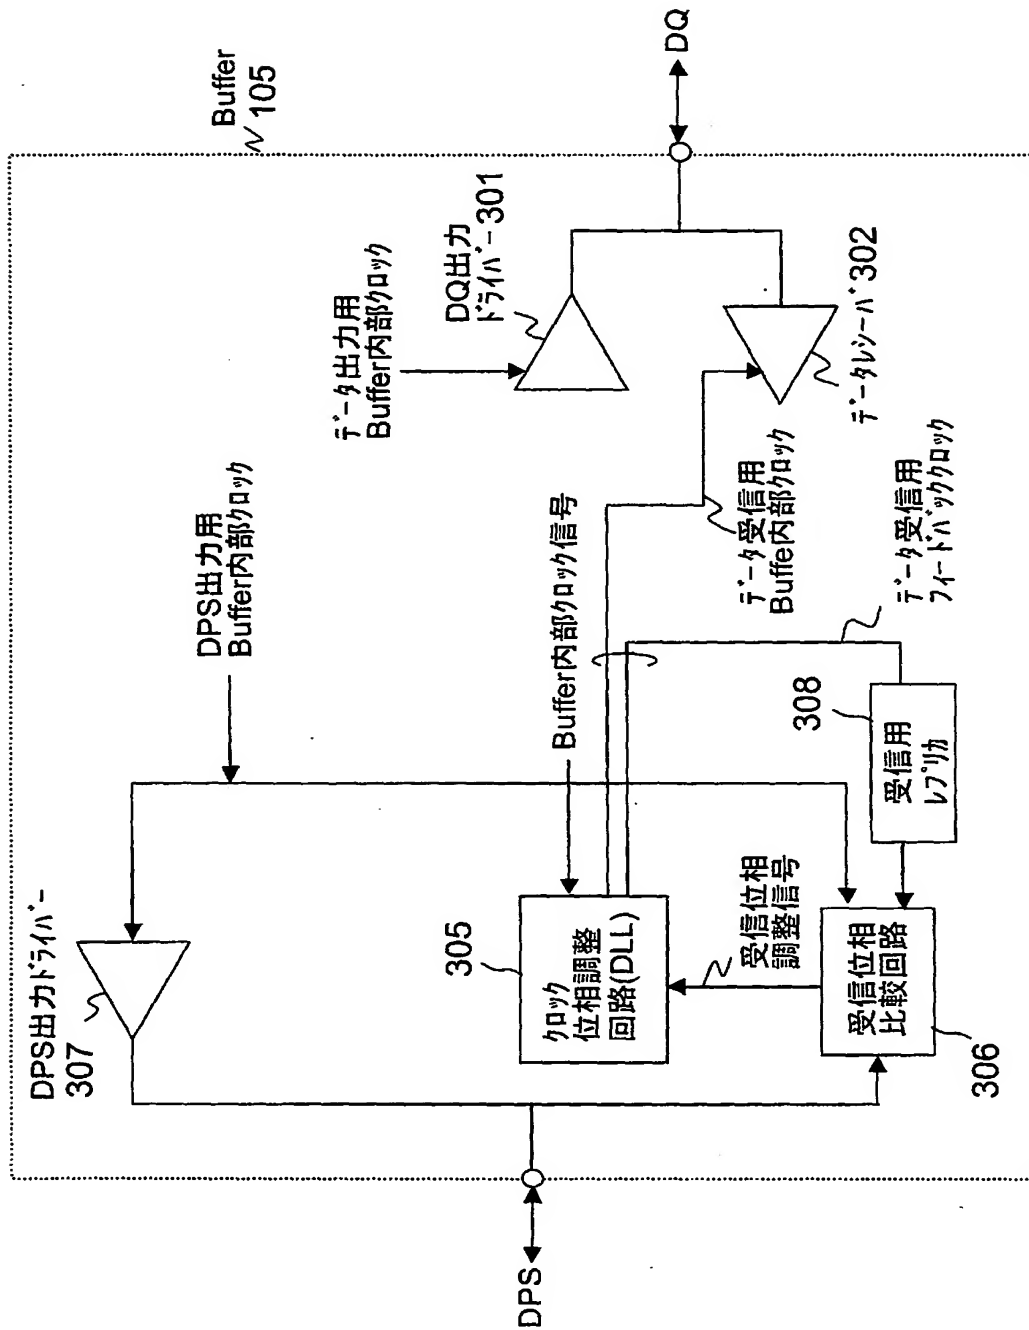 Buffer
105
DQ
DQ出力
ドライバー301
データ出力用
Buffer内部クロック
データレシーバ302
データ受信用
Buffe内部クロック
データ受信用
フィードバッククロック
DPS出力用
Buffer内部クロック
Buffer内部クロック信号
308
受信用
レプリカ
305
クロック
位相調整
回路(DLL)
受信位相
調整信号
受信位相
比較回路
306
DPS出力ドライバー
307
DPS